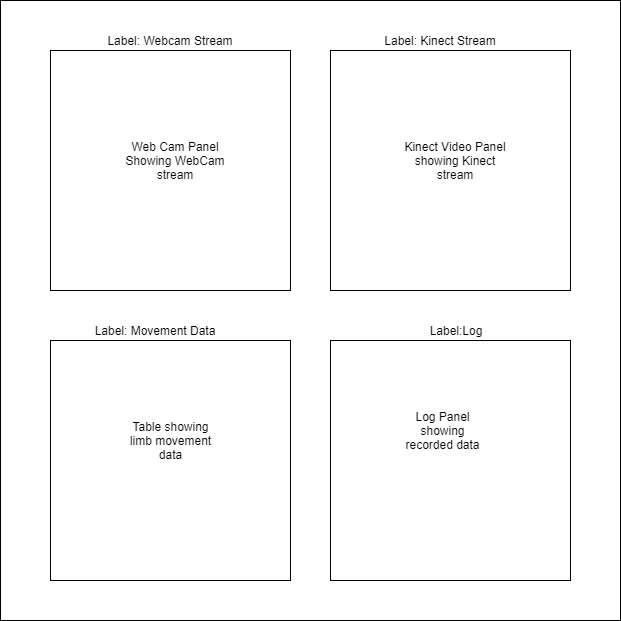 Label: Webcam Stream
Label: Kinect Stream
Web Cam Panel
Showing WebCam
stream
Kinect Video Panel
showing Kinect
stream
Label: Movement Data
Label:Log
Table showing
limb movement
data
Log Panel
showing
recorded data